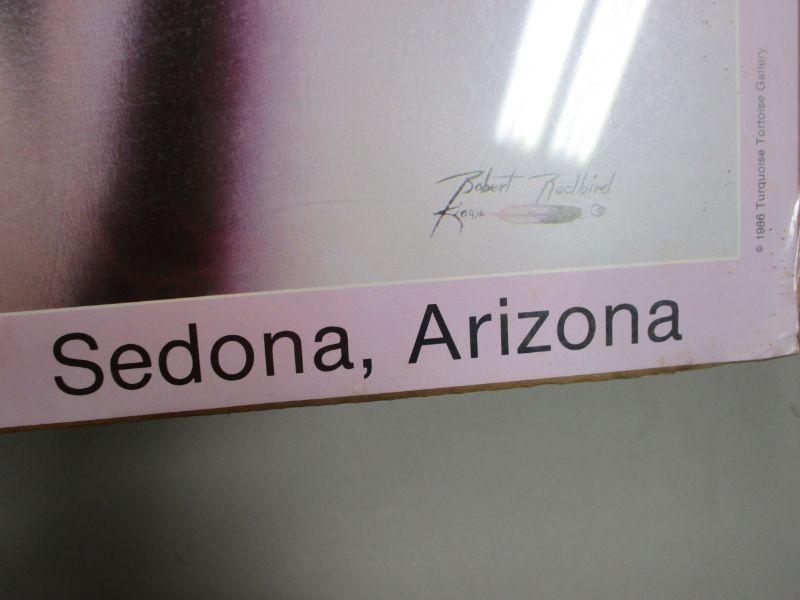 Robert Redbird
Kiowa
© 1986 Turquoise Tortoise Gallery
Sedona, Arizona